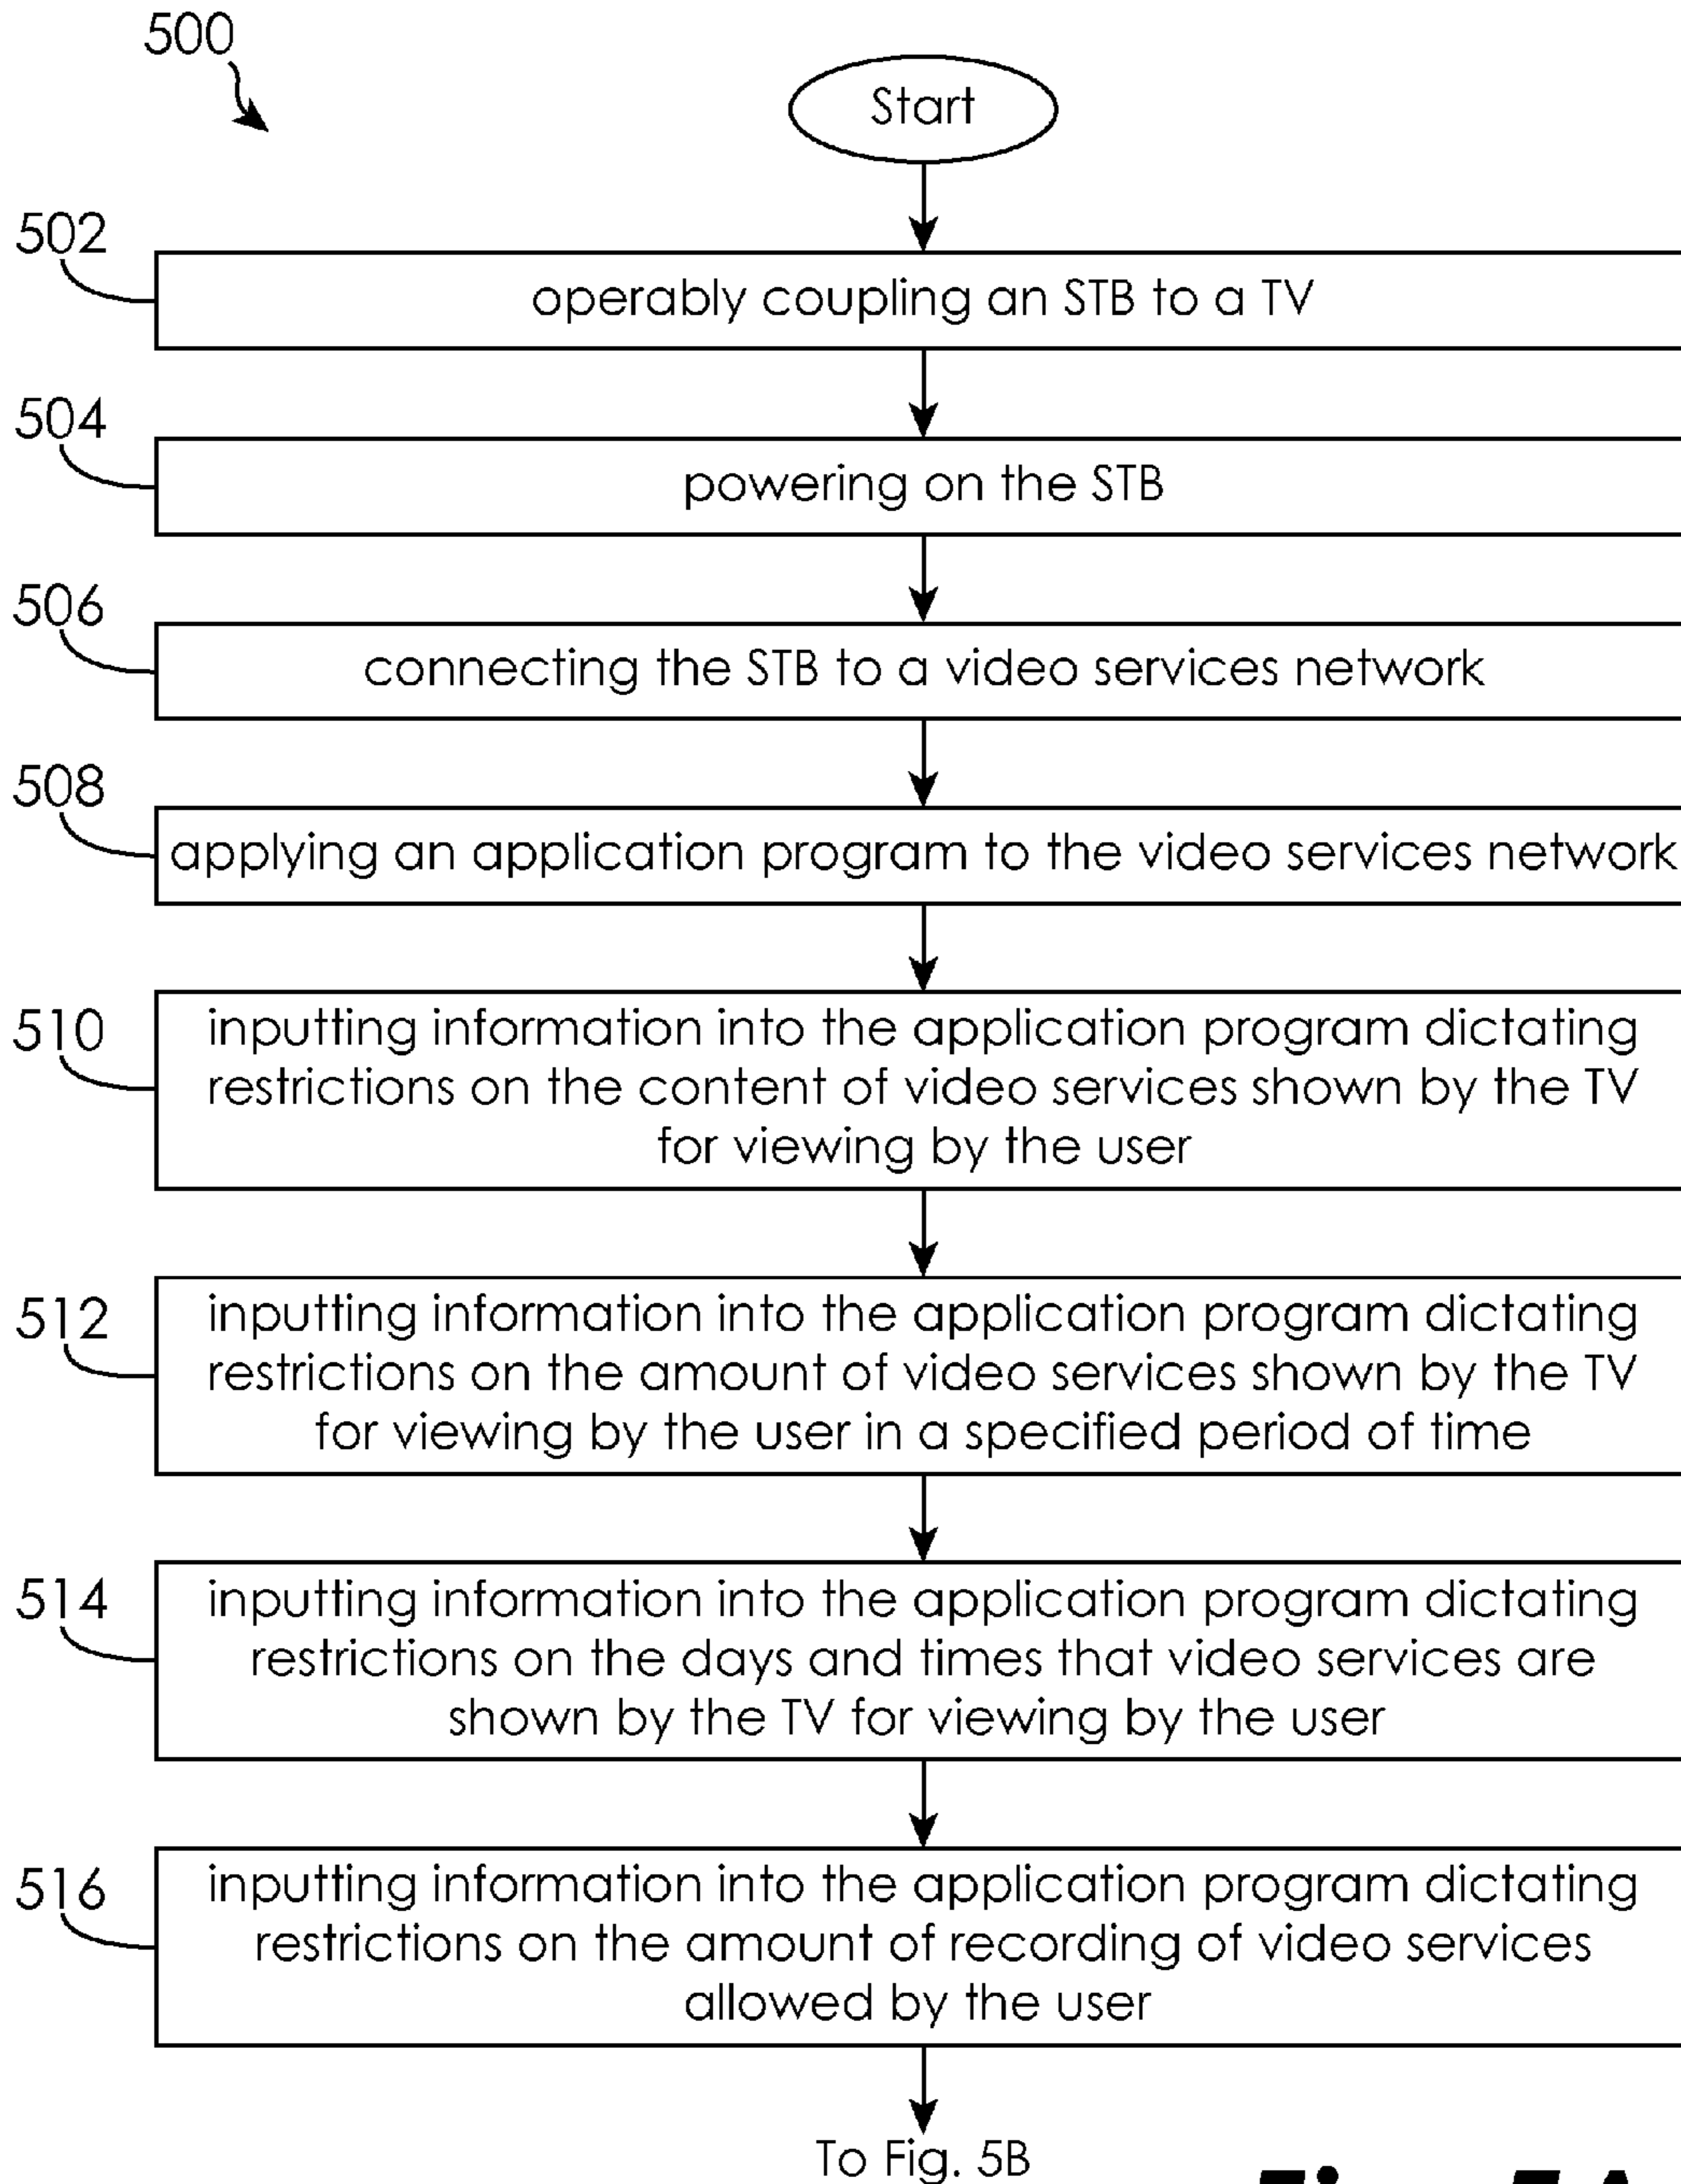 500
Start
502
operably coupling an STB to a TV
504
powering on the STB
506
connecting the STB to a video services network
508
applying an application program to the video services network
510
inputting information into the application program dictating
restrictions on the content of video services shown by the TV
for viewing by the user
512
inputting information into the application program dictating
restrictions on the amount of video services shown by the TV
for viewing by the user in a specified period of time
514
inputting information into the application program dictating
restrictions on the days and times that video services are
shown by the TV for viewing by the user
516
inputting information into the application program dictating
restrictions on the amount of recording of video services
allowed by the user
To Fig. 5B